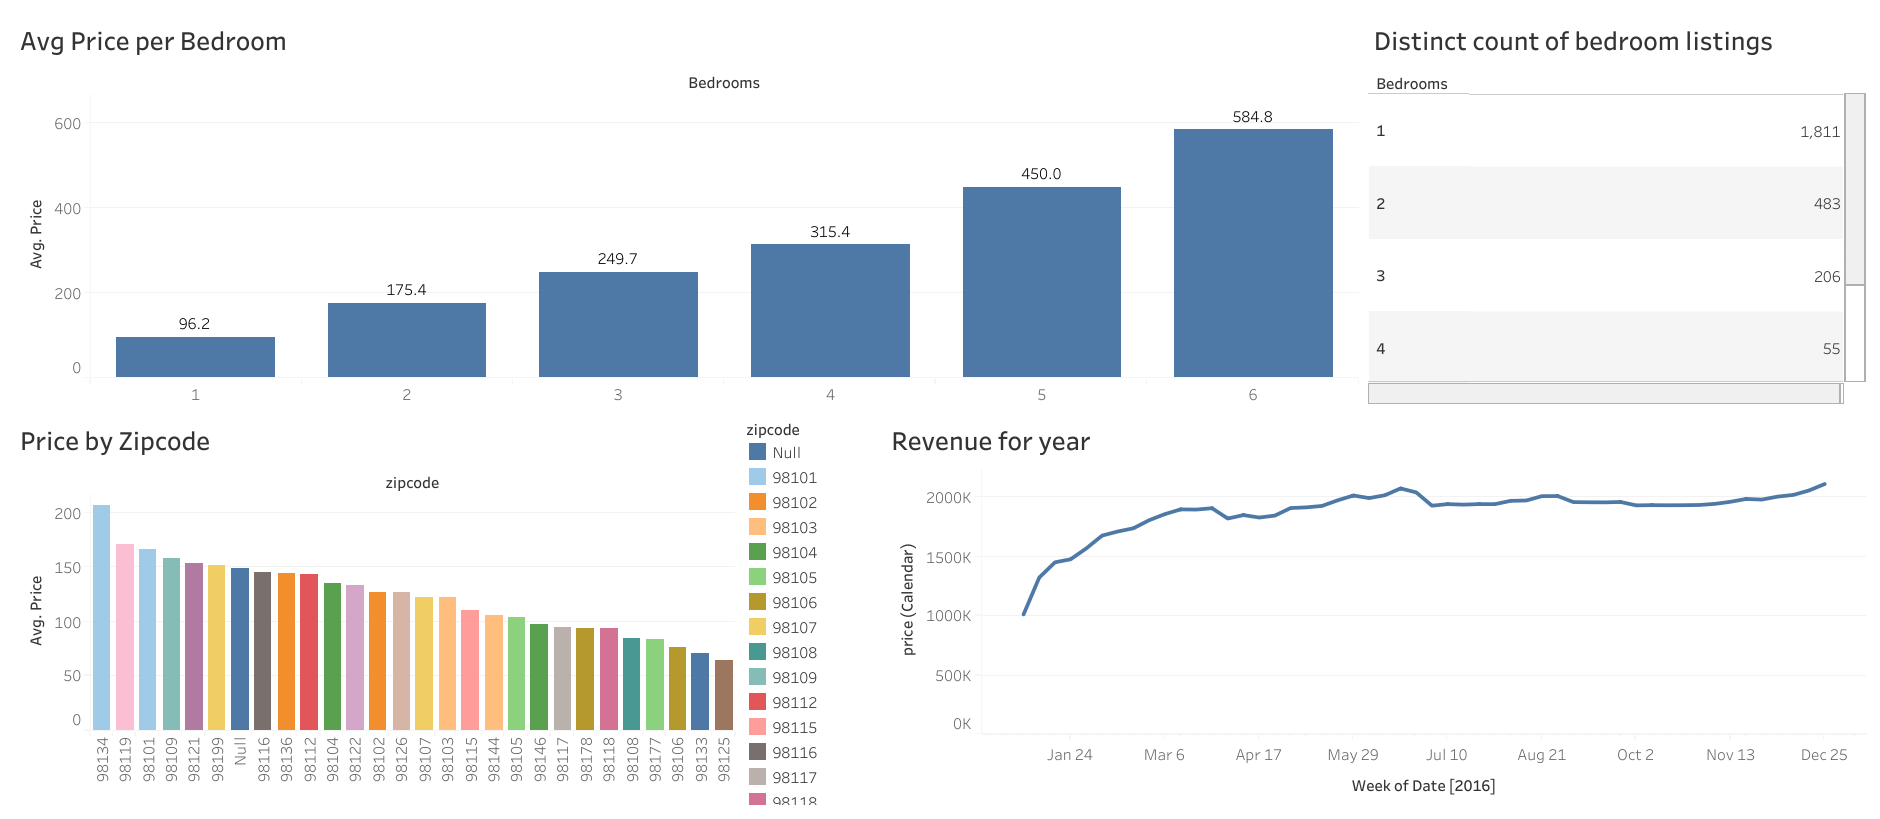 Avg Price per Bedroom
Bedrooms
Avg. Price
600
400
200
0
96.2
175.4
249.7
315.4
450.0
584.8
1
2
3
4
5
6
Distinct count of bedroom listings
Bedrooms
1 1,811
2 483
3 206
4 55
Price by Zipcode
zipcode
Avg. Price
200
150
100
50
0
98134
98119
98101
98109
98121
98199
Null
98116
98136
98112
98104
98122
98102
98126
98107
98103
98115
98144
98105
98146
98117
98178
98118
98108
98177
98106
98133
98125
zipcode
Null
98101
98102
98103
98104
98105
98106
98107
98108
98109
98112
98115
98116
98117
98118
Revenue for year
price (Calendar)
2000K
1500K
1000K
500K
0K
Jan 24
Mar 6
Apr 17
May 29
Jul 10
Aug 21
Oct 2
Nov 13
Dec 25
Week of Date [2016]